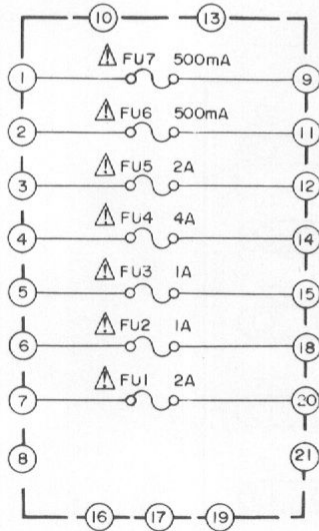 10 13
1 FU7 500mA 9
2 FU6 500mA 11
3 FU5 2A 12
4 FU4 4A 14
5 FU3 1A 15
6 FU2 1A 18
7 FU1 2A 20
8 21
16 17 19